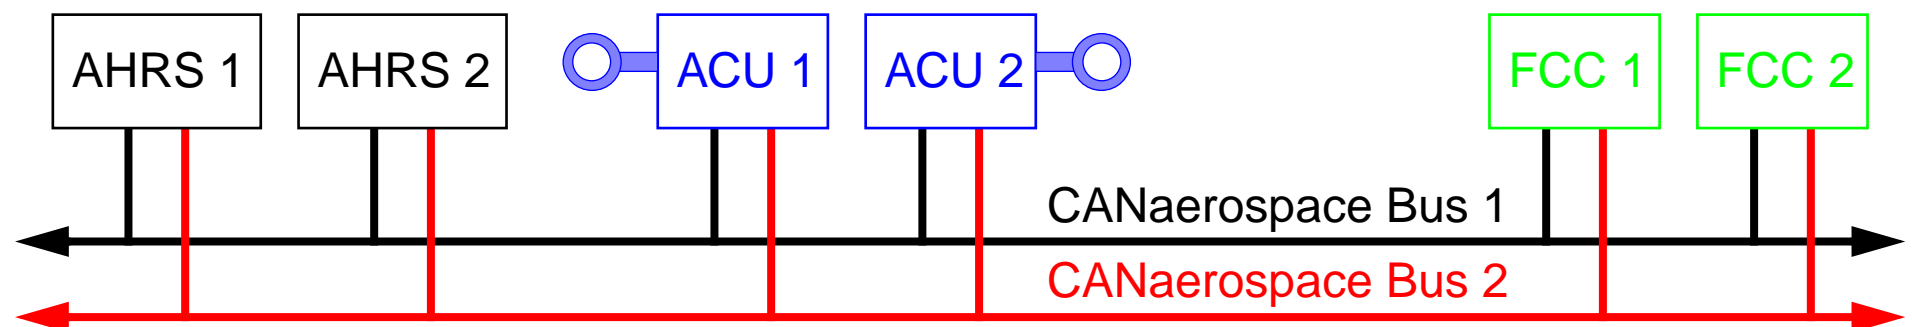 AHRS 1
AHRS 2
ACU 1
ACU 2
FCC 1
FCC 2
CANaerospace Bus 1
CANaerospace Bus 2